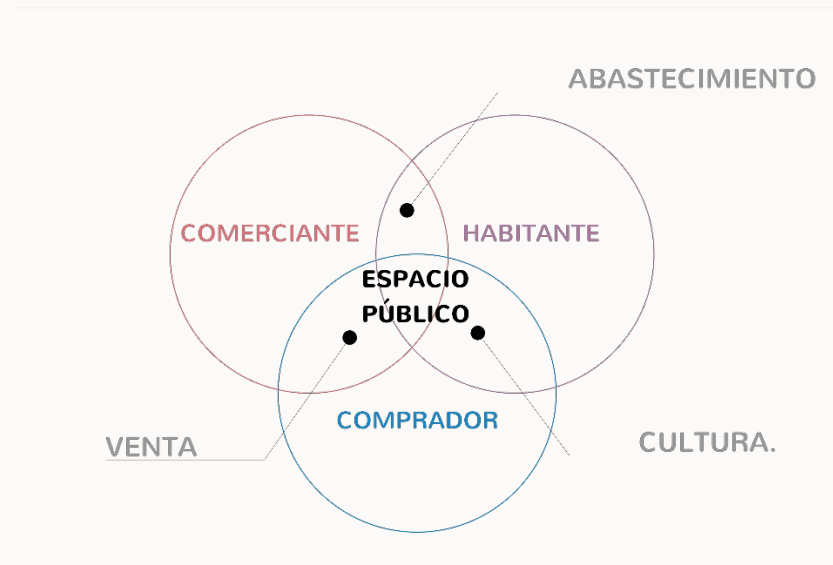 ABASTECIMIENTO
COMERCIANTE
HABITANTE
ESPACIO
PÚBLICO
COMPRADOR
VENTA
CULTURA.